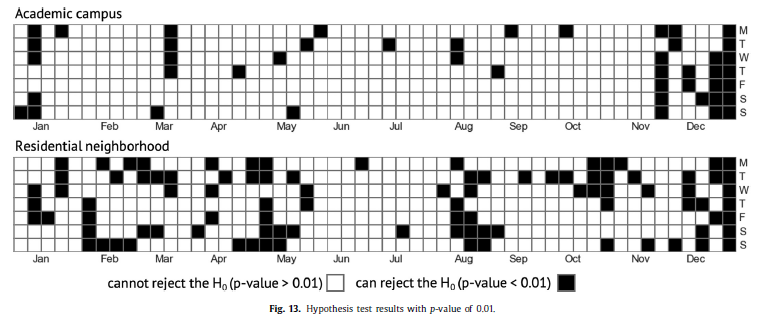 Academic campus
M
T
W
T
F
S
S
Jan Feb Mar Apr May Jun Jul Aug Sep Oct Nov Dec
Residential neighborhood
M
T
W
T
F
S
S
Jan Feb Mar Apr May Jun Jul Aug Sep Oct Nov Dec
cannot reject the H₀ (p-value > 0.01) can reject the H₀ (p-value < 0.01)
Fig. 13. Hypothesis test results with p-value of 0.01.